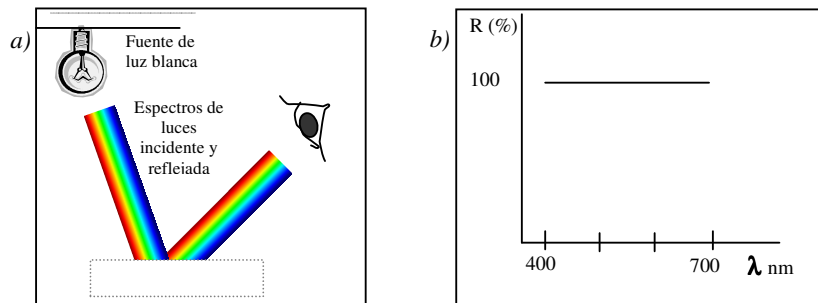 a)
Fuente de
luz blanca
Espectros de
luces
incidente y
refleiada
b)
R (%)
100
400
700
λ nm